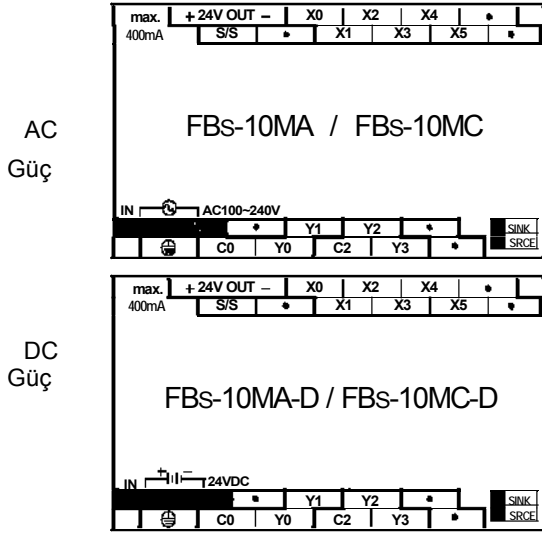 max. + 24V OUT – X0 X2 X4
400mA S/S X1 X3 X5
AC
Güç
FBs-10MA / FBs-10MC
IN AC100~240V
Y1 Y2 SINK
C0 Y0 C2 Y3 SRCE
max. + 24V OUT – X0 X2 X4
400mA S/S X1 X3 X5
DC
Güç
FBs-10MA-D / FBs-10MC-D
+ –
IN 24VDC
Y1 Y2 SINK
C0 Y0 C2 Y3 SRCE